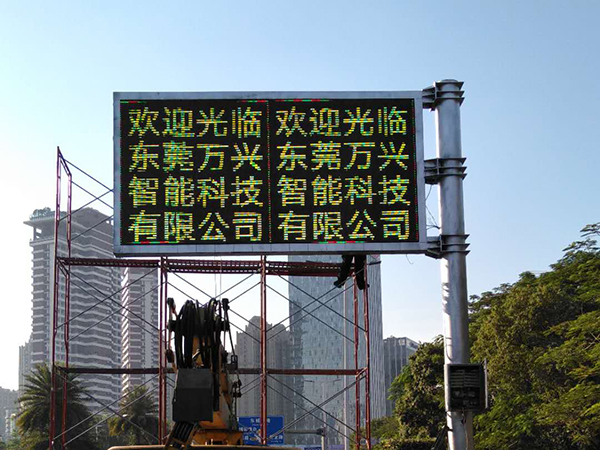 欢迎光临 欢迎光临
东莞万兴 东莞万兴
智能科技 智能科技
有限公司 有限公司